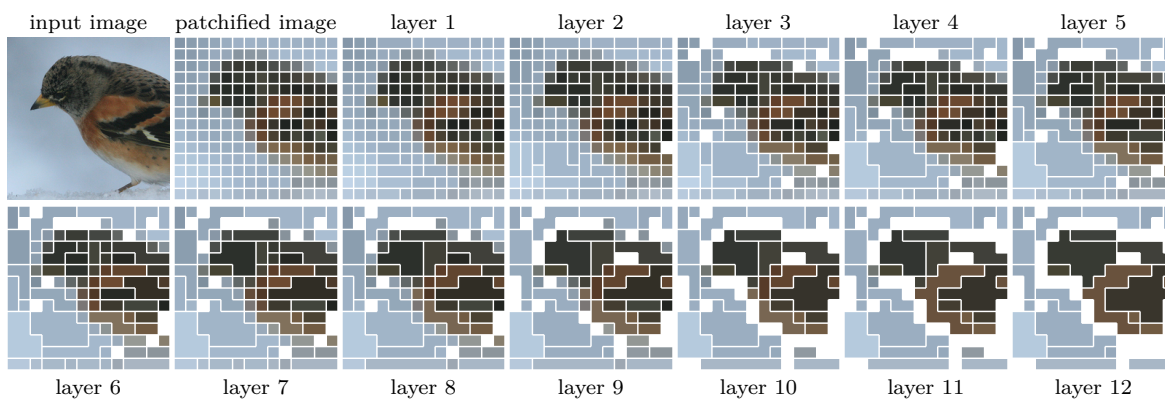 input image patchified image layer 1 layer 2 layer 3 layer 4 layer 5
layer 6 layer 7 layer 8 layer 9 layer 10 layer 11 layer 12